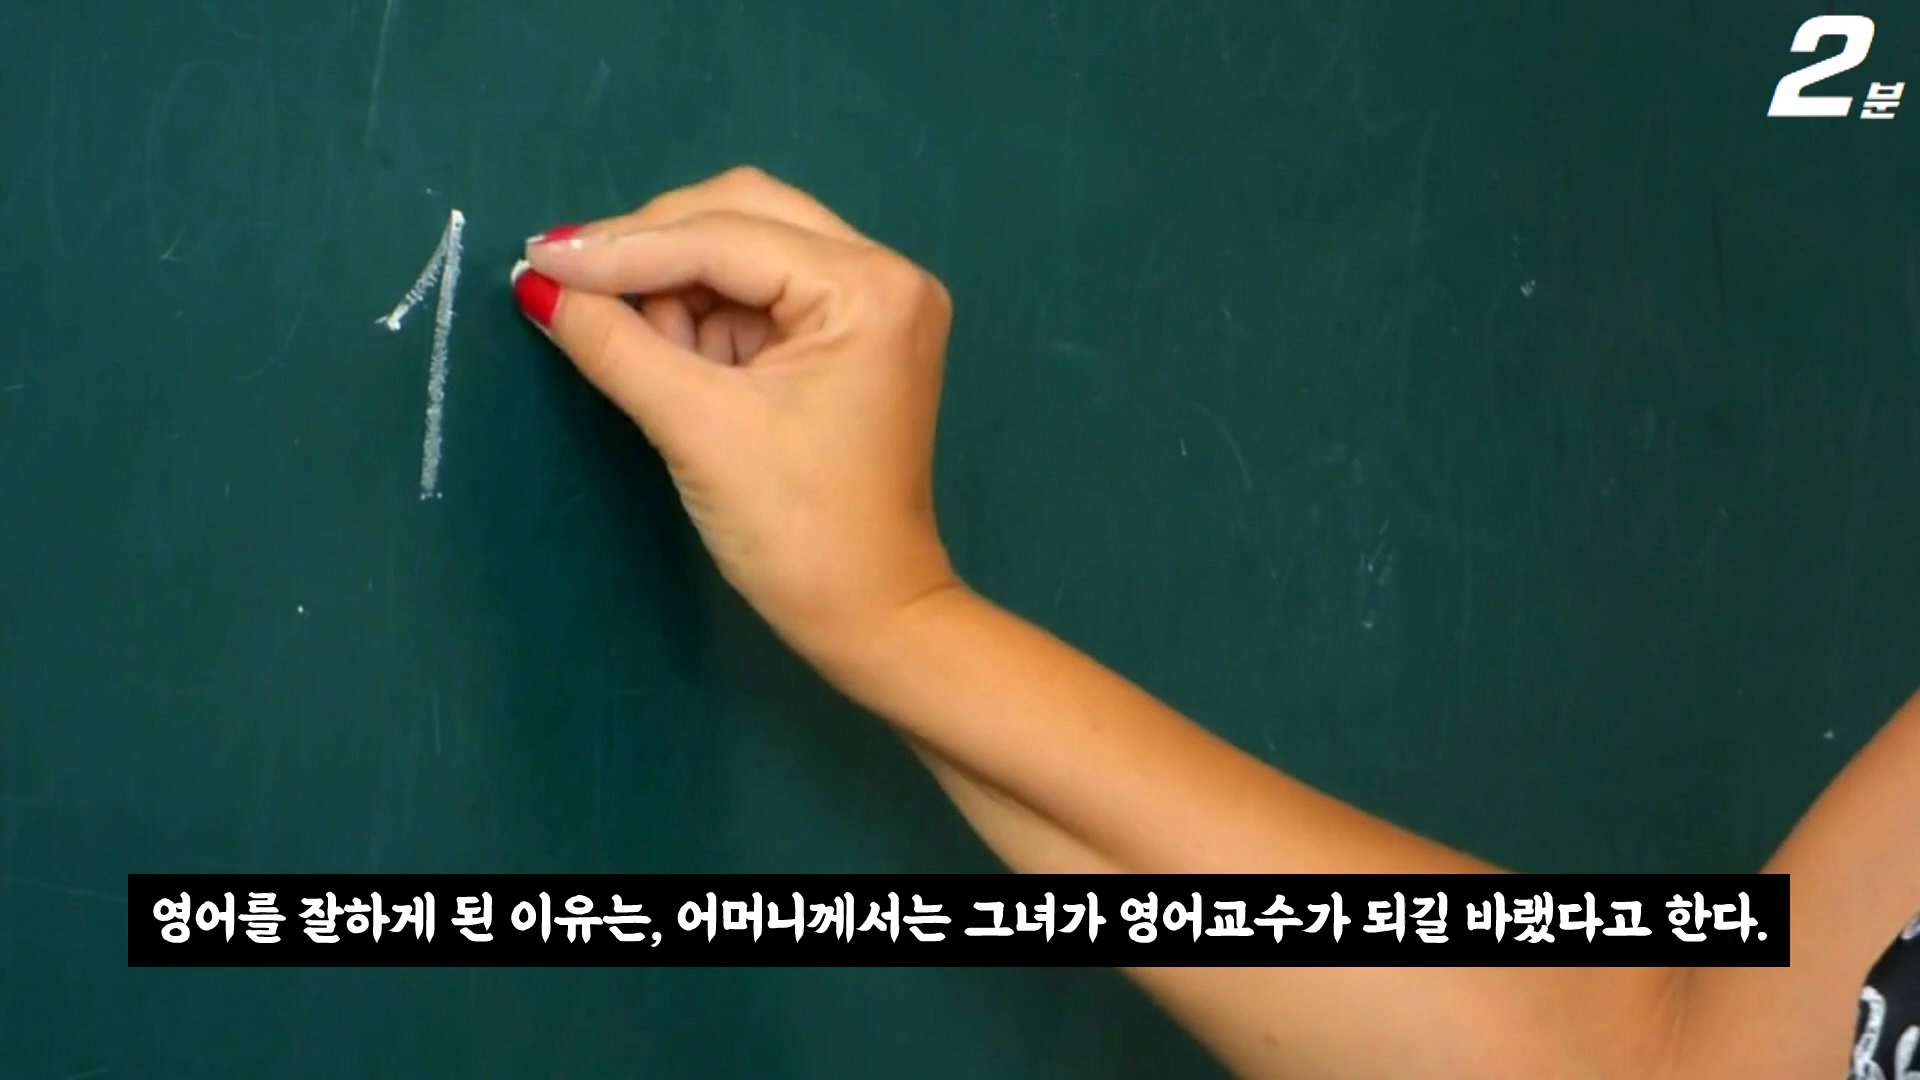 2분
1
영어를 잘하게 된 이유는, 어머니께서는 그녀가 영어교수가 되길 바랬다고 한다.